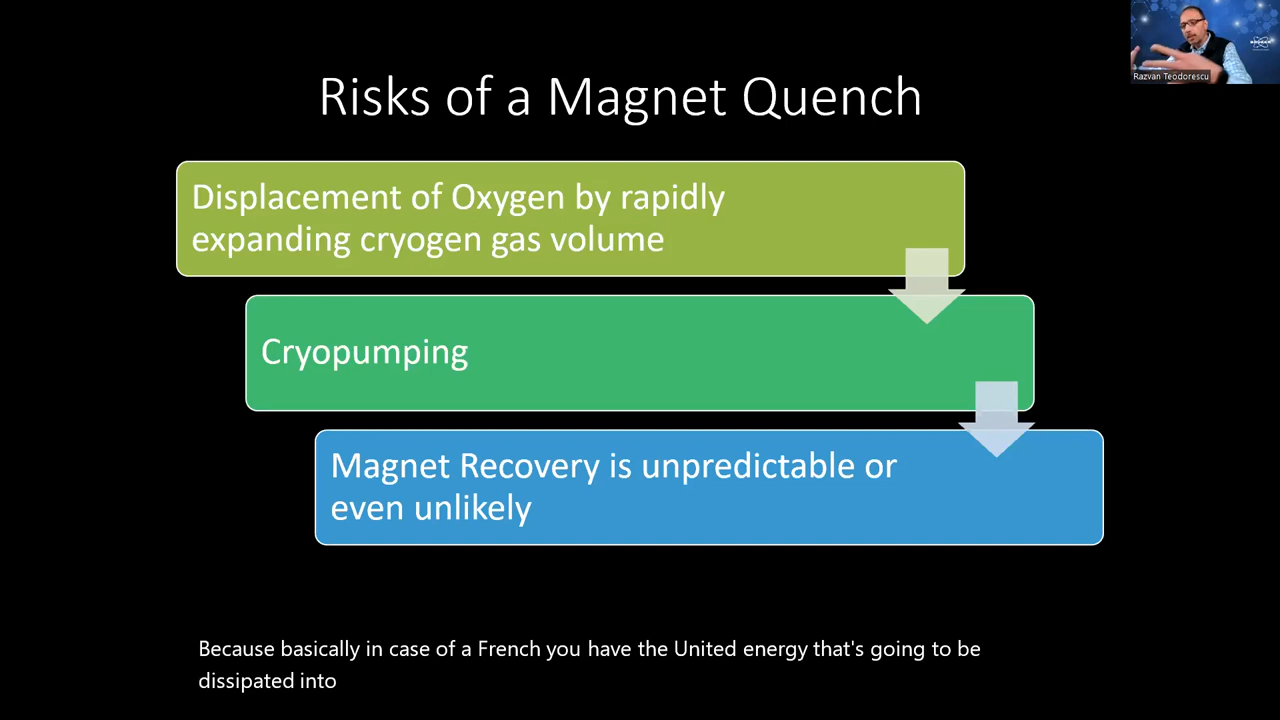 Razvan Teodorescu
Risks of a Magnet Quench
Displacement of Oxygen by rapidly
expanding cryogen gas volume
Cryopumping
Magnet Recovery is unpredictable or
even unlikely
Because basically in case of a French you have the United energy that's going to be
dissipated into